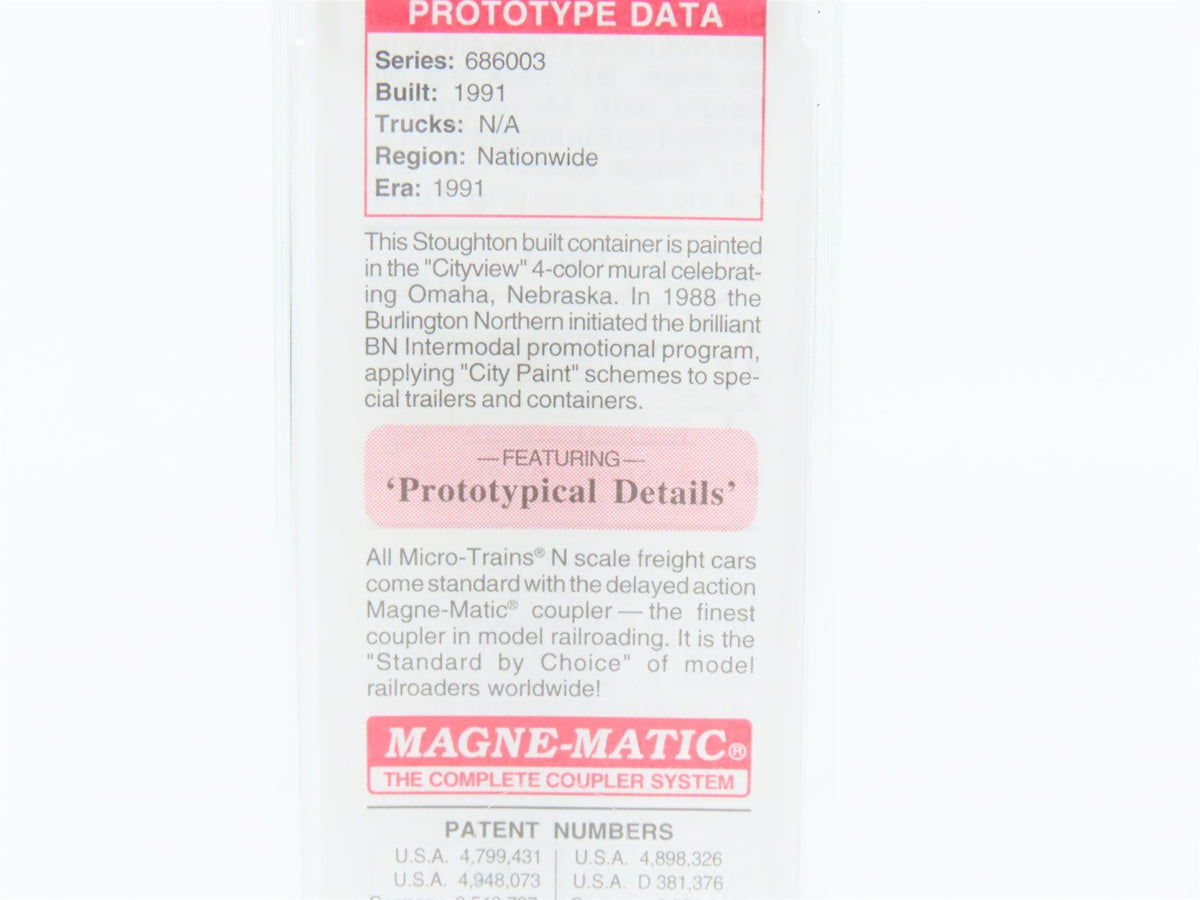 PROTOTYPE DATA
Series: 686003
Built: 1991
Trucks: N/A
Region: Nationwide
Era: 1991
This Stoughton built container is painted
in the "Cityview" 4-color mural celebrat-
ing Omaha, Nebraska. In 1988 the
Burlington Northern initiated the brilliant
BN Intermodal promotional program,
applying "City Paint" schemes to spe-
cial trailers and containers.
—FEATURING—
‘Prototypical Details’
All Micro-Trains® N scale freight cars
come standard with the delayed action
Magne-Matic® coupler — the finest
coupler in model railroading. It is the
"Standard by Choice" of model
railroaders worldwide!
MAGNE-MATIC®
THE COMPLETE COUPLER SYSTEM
PATENT NUMBERS
U.S.A. 4,799,431
U.S.A. 4,948,073
U.S.A. 4,898,326
U.S.A. D 381,376